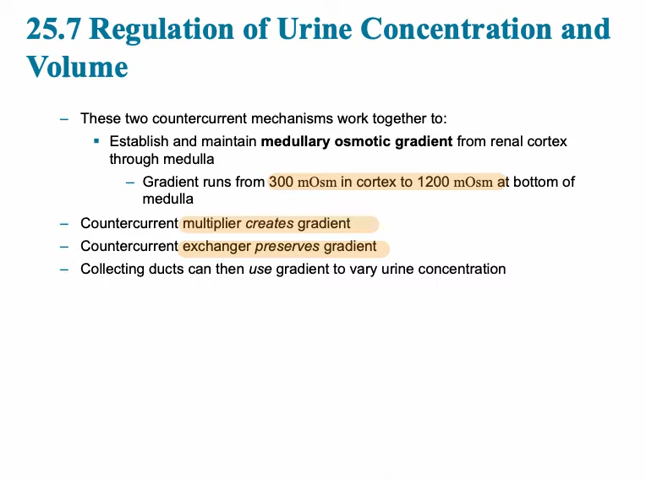 25.7 Regulation of Urine Concentration and
Volume
– These two countercurrent mechanisms work together to:
▪ Establish and maintain medullary osmotic gradient from renal cortex
through medulla
– Gradient runs from 300 mOsm in cortex to 1200 mOsm at bottom of
medulla
– Countercurrent multiplier creates gradient
– Countercurrent exchanger preserves gradient
– Collecting ducts can then use gradient to vary urine concentration